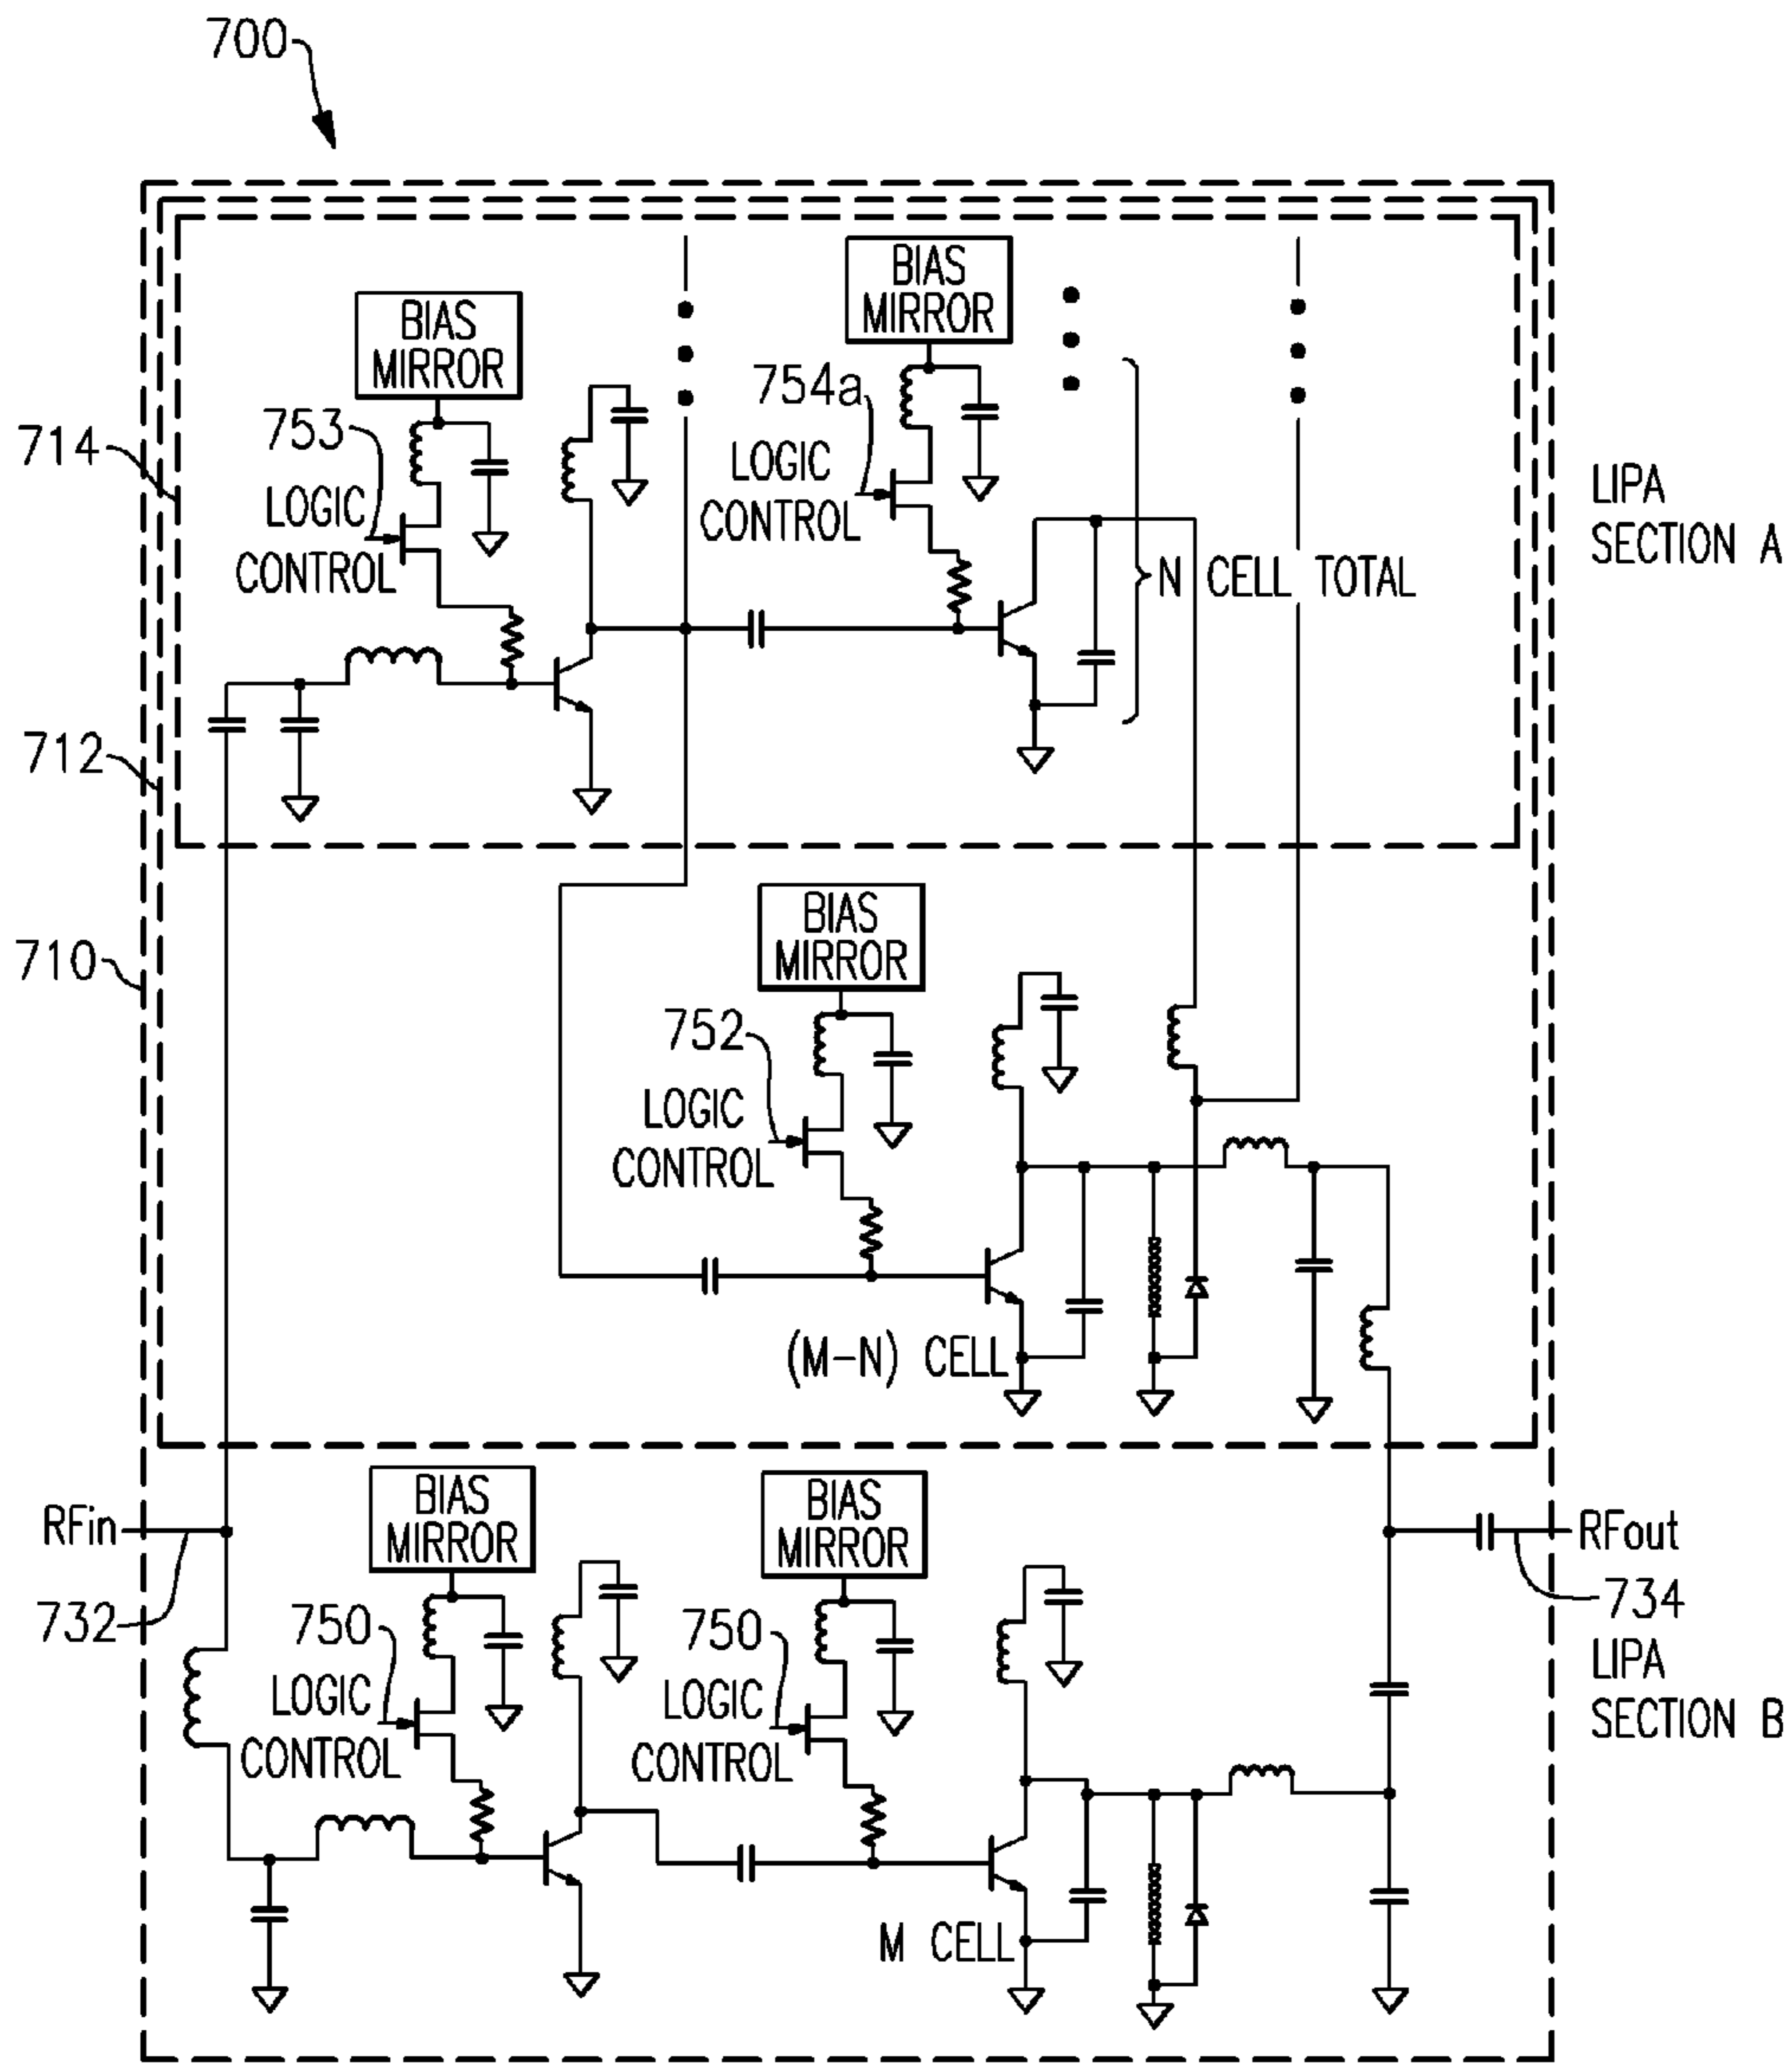 700
BIAS
MIRROR
BIAS
MIRROR
753
754a
714
LOGIC
CONTROL
LOGIC
CONTROL
LIPA
SECTION A
N CELL TOTAL
712
BIAS
MIRROR
710
752
LOGIC
CONTROL
(M-N) CELL
BIAS
MIRROR
BIAS
MIRROR
RFin
RFout
732
734
750
750
LOGIC
CONTROL
LOGIC
CONTROL
LIPA
SECTION B
M CELL